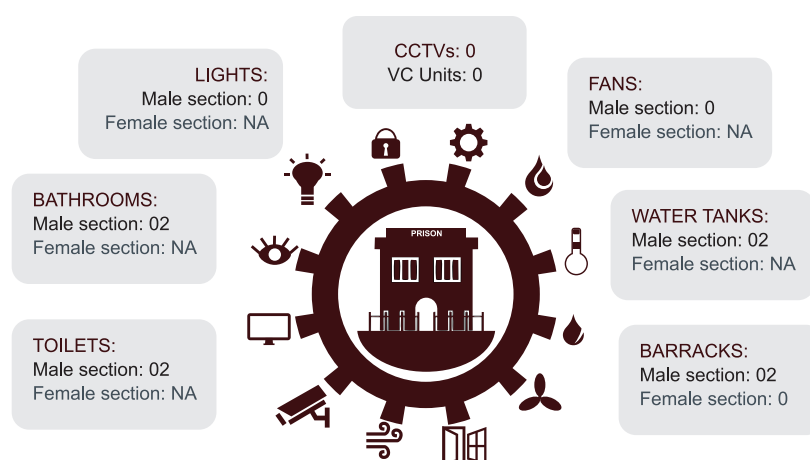 CCTVs: 0
VC Units: 0
LIGHTS:
Male section: 0
Female section: NA
FANS:
Male section: 0
Female section: NA
BATHROOMS:
Male section: 02
Female section: NA
WATER TANKS:
Male section: 02
Female section: NA
PRISON
TOILETS:
Male section: 02
Female section: NA
BARRACKS:
Male section: 02
Female section: 0